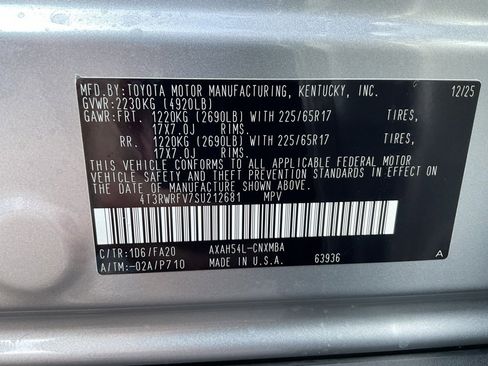 MFD.BY:TOYOTA MOTOR MANUFACTURING, KENTUCKY, INC. 12/25
GVWR:2230KG (4920LB)
GAWR:FRT. 1220KG (2690LB) WITH 225/65R17 TIRES,
17X7.0J RIMS.
RR. 1220KG (2690LB) WITH 225/65R17 TIRES,
17X7.0J RIMS.
THIS VEHICLE CONFORMS TO ALL APPLICABLE FEDERAL MOTOR
VEHICLE SAFETY AND THEFT PREVENTION STANDARDS IN EFFECT
ON THE DATE OF MANUFACTURE SHOWN ABOVE.
4T3RWRFV7SU212681 MPV
C/TR:1D6/FA20 AXAH54L-CNXMBA
A/TM:-02A/P710 MADE IN U.S.A. 63936 A